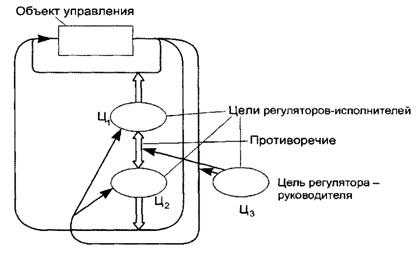 Объект управления
Ц1
Цели регуляторов-исполнителей
Противоречие
Ц2
Ц3
Цель регулятора –
руководителя